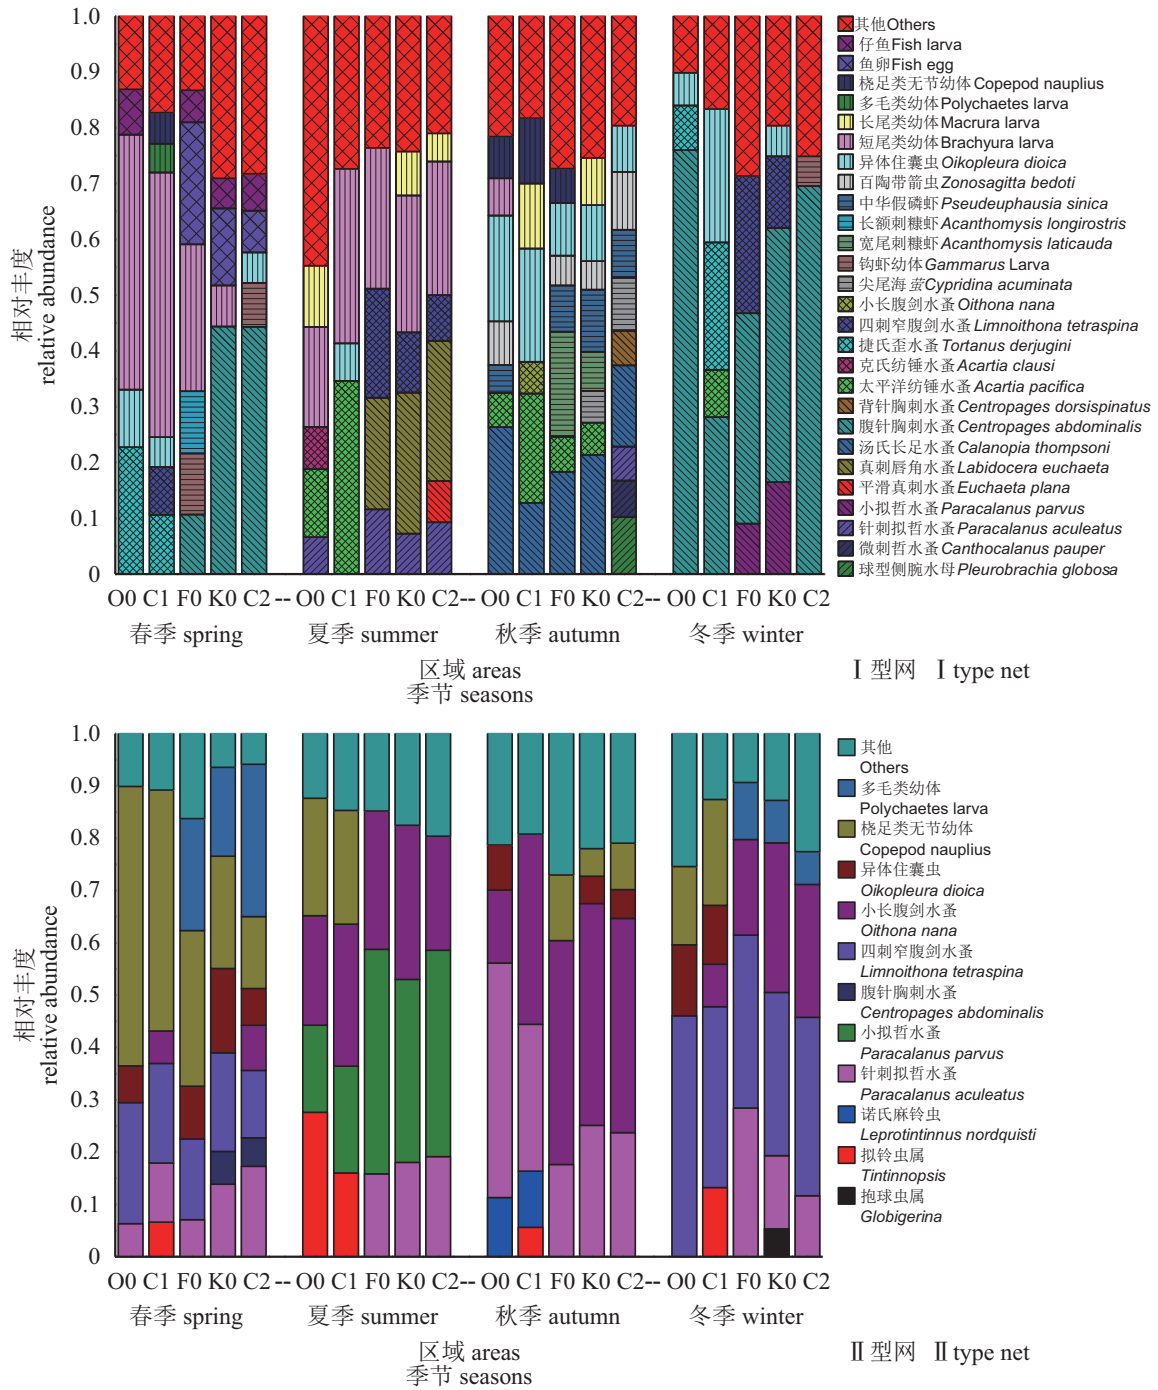 1.0
0.9
0.8
0.7
0.6
0.5
0.4
0.3
0.2
0.1
0
相对丰度
relative abundance
O0 C1 F0 K0 C2 -- O0 C1 F0 K0 C2-- O0 C1 F0 K0 C2-- O0 C1 F0 K0 C2
春季 spring 夏季 summer 秋季 autumn 冬季 winter
区域 areas
季节 seasons
Ⅰ 型网 Ⅰ type net
其他Others
仔鱼Fish larva
鱼卵Fish egg
桡足类无节幼体Copepod nauplius
多毛类幼体Polychaetes larva
长尾类幼体Macrura larva
短尾类幼体Brachyura larva
异体住囊虫Oikopleura dioica
百陶带箭虫Zonosagitta bedoti
中华假磷虾Pseudeuphausia sinica
长额刺糠虾Acanthomysis longirostris
宽尾刺糠虾Acanthomysis laticauda
钩虾幼体Gammarus Larva
尖尾海萤Cypridina acuminata
小长腹剑水蚤Oithona nana
四刺窄腹剑水蚤Limnoithona tetraspina
捷氏歪水蚤Tortanus derjugini
克氏纺锤水蚤Acartia clausi
太平洋纺锤水蚤Acartia pacifica
背针胸刺水蚤Centropages dorsispinatus
腹针胸刺水蚤Centropages abdominalis
汤氏长足水蚤Calanopia thompsoni
真刺唇角水蚤Labidocera euchaeta
平滑真刺水蚤Euchaeta plana
小拟哲水蚤Paracalanus parvus
针刺拟哲水蚤Paracalanus aculeatus
微刺哲水蚤Canthocalanus pauper
球型侧腕水母Pleurobrachia globosa
1.0
0.9
0.8
0.7
0.6
0.5
0.4
0.3
0.2
0.1
0
相对丰度
relative abundance
O0 C1 F0 K0 C2 -- O0 C1 F0 K0 C2-- O0 C1 F0 K0 C2-- O0 C1 F0 K0 C2
春季 spring 夏季 summer 秋季 autumn 冬季 winter
区域 areas
季节 seasons
Ⅱ 型网 Ⅱ type net
其他
Others
多毛类幼体
Polychaetes larva
桡足类无节幼体
Copepod nauplius
异体住囊虫
Oikopleura dioica
小长腹剑水蚤
Oithona nana
四刺窄腹剑水蚤
Limnoithona tetraspina
腹针胸刺水蚤
Centropages abdominalis
小拟哲水蚤
Paracalanus parvus
针刺拟哲水蚤
Paracalanus aculeatus
诺氏麻铃虫
Leprotintinnus nordquisti
拟铃虫属
Tintinnopsis
抱球虫属
Globigerina